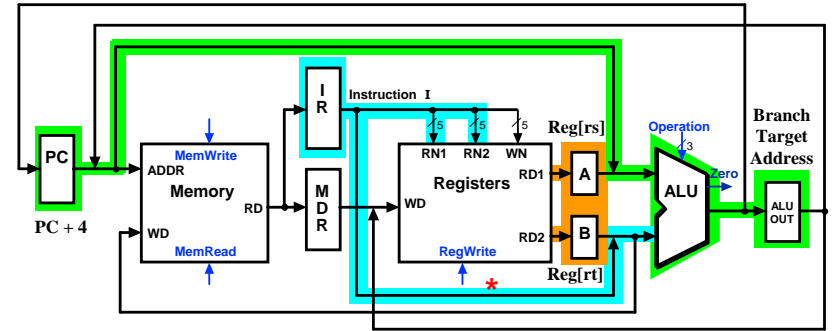 I
R
Instruction I
5
5
5
Reg[rs]
Operation
3
Branch
Target
Address
PC
MemWrite
ADDR
Memory
RD
WD
MemRead
PC + 4
M
D
R
RN1
RN2
WN
Registers
WD
RD1
RD2
RegWrite
A
B
Reg[rt]
*
ALU
Zero
ALU
OUT